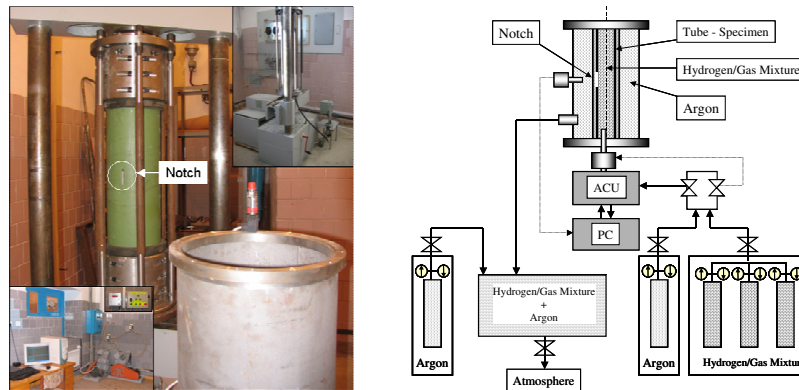 Notch
Notch
Tube - Specimen
Hydrogen/Gas Mixture
Argon
ACU
PC
Hydrogen/Gas Mixture
+
Argon
Argon
Atmosphere
Argon
Hydrogen/Gas Mixture